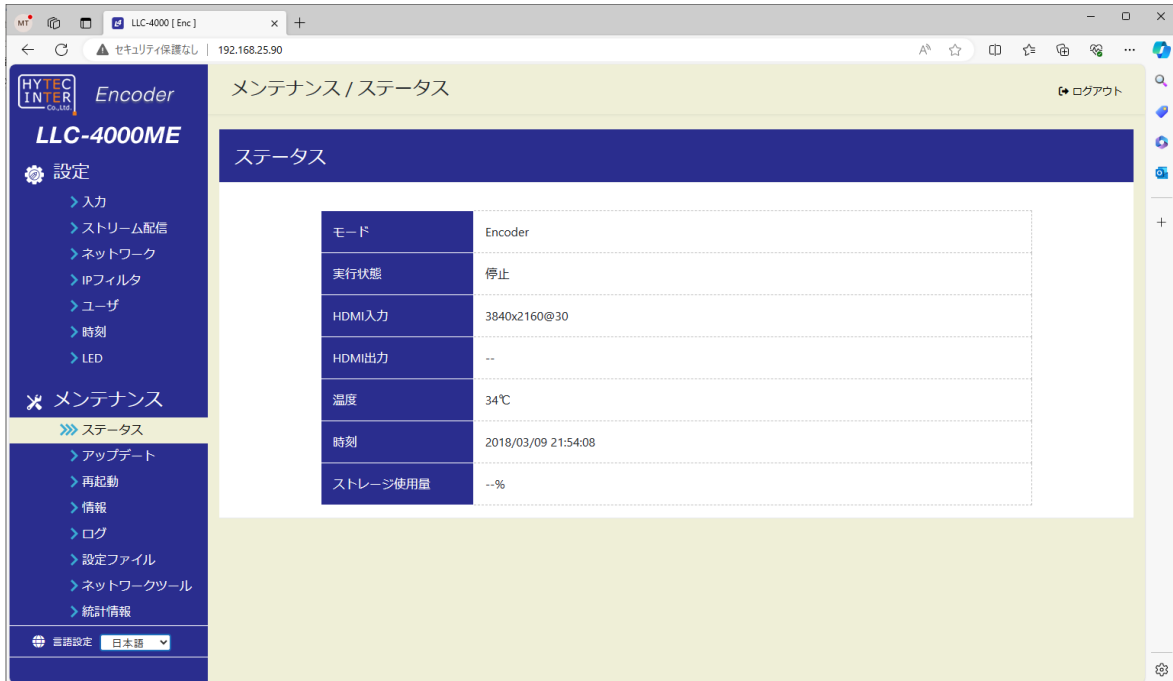 MT
LLC-4000 [ Enc ]
セキュリティ保護なし
192.168.25.90
HYTEC
INTER
Co.,Ltd.
Encoder
LLC-4000ME
設定
入力
ストリーム配信
ネットワーク
IPフィルタ
ユーザ
時刻
LED
メンテナンス
ステータス
アップデート
再起動
情報
ログ
設定ファイル
ネットワークツール
統計情報
言語設定 日本語
メンテナンス / ステータス
ログアウト
ステータス
モード Encoder
実行状態 停止
HDMI入力 3840x2160@30
HDMI出力 --
温度 34℃
時刻 2018/03/09 21:54:08
ストレージ使用量 --%